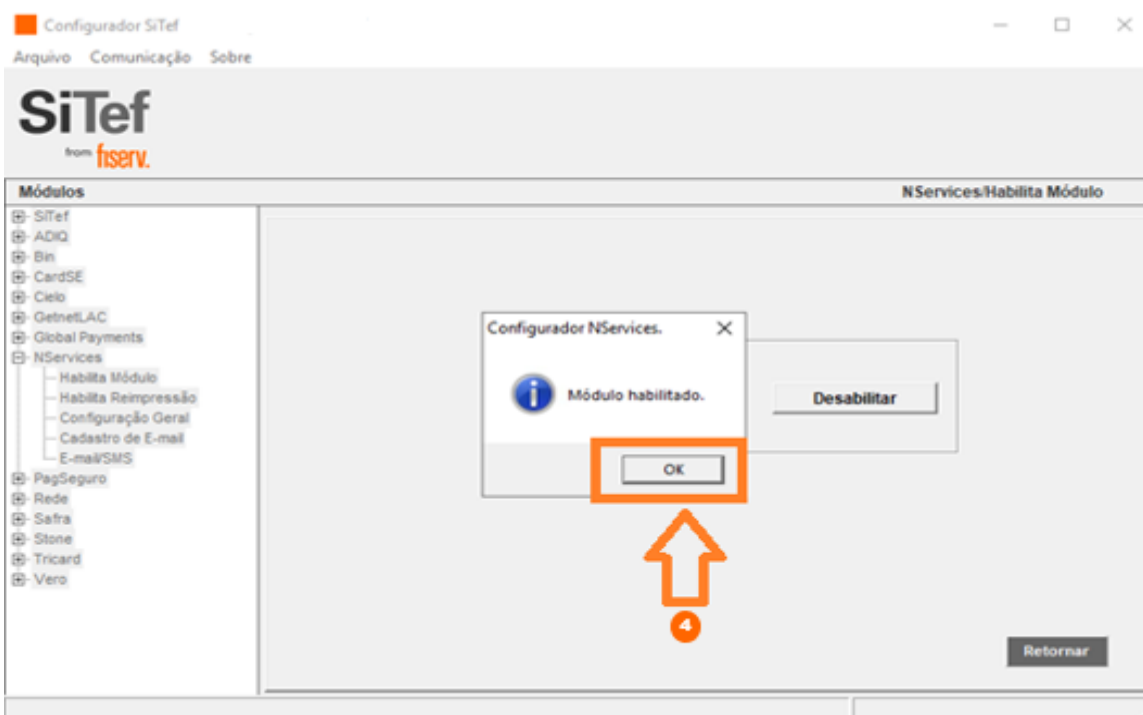 Configurador SiTef
Arquivo Comunicação Sobre
SiTef
from fiserv.
Módulos
NServices/Habilita Módulo
SiTef
ADIQ
Bin
CardSE
Cielo
GetnetLAC
Global Payments
NServices
Habilita Módulo
Habilita Reimpressão
Configuração Geral
Cadastro de E-mail
E-mail/SMS
PagSeguro
Rede
Safra
Stone
Tricard
Vero
Configurador NServices.
Módulo habilitado.
Desabilitar
OK
4
Retornar